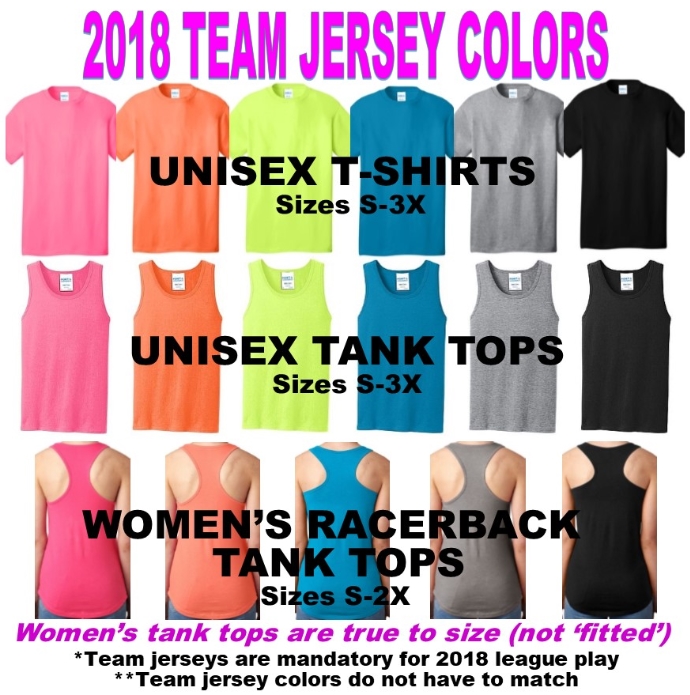 2018 TEAM JERSEY COLORS
UNISEX T-SHIRTS
Sizes S-3X
UNISEX TANK TOPS
Sizes S-3X
WOMEN'S RACERBACK
TANK TOPS
Sizes S-2X
Women's tank tops are true to size (not 'fitted')
*Team jerseys are mandatory for 2018 league play
**Team jersey colors do not have to match